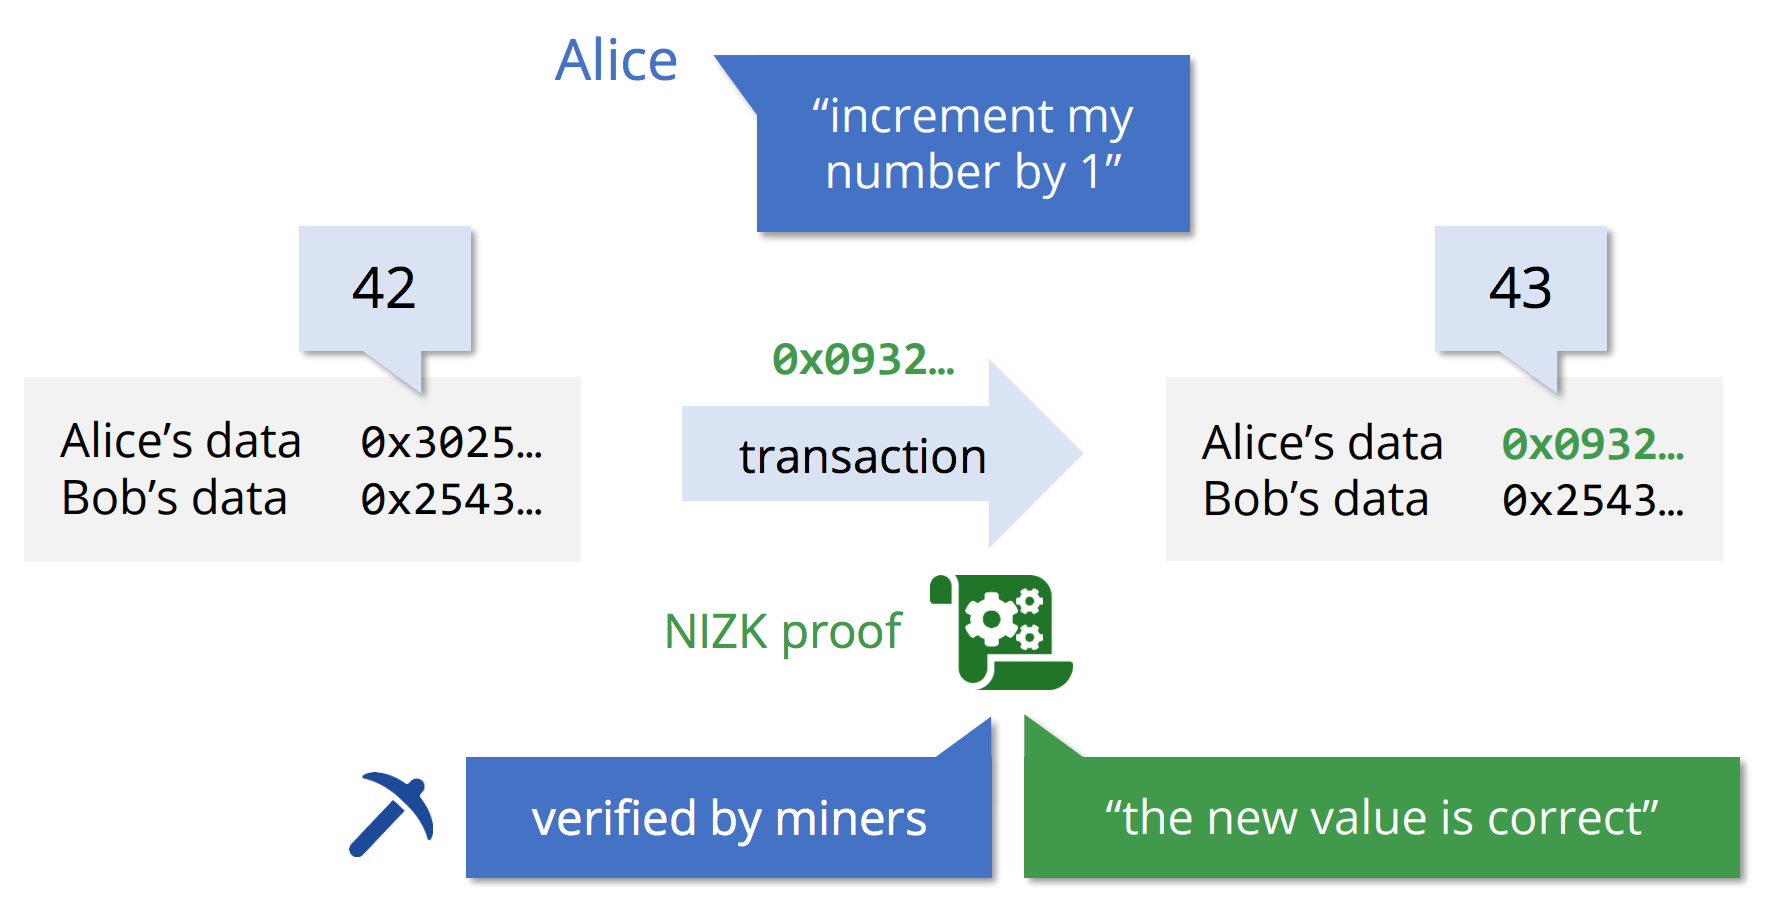 Alice
“increment my
number by 1”
42
43
0x0932…
Alice’s data 0x3025…
Bob’s data 0x2543…
transaction
Alice’s data 0x0932…
Bob’s data 0x2543…
NIZK proof
verified by miners
“the new value is correct”